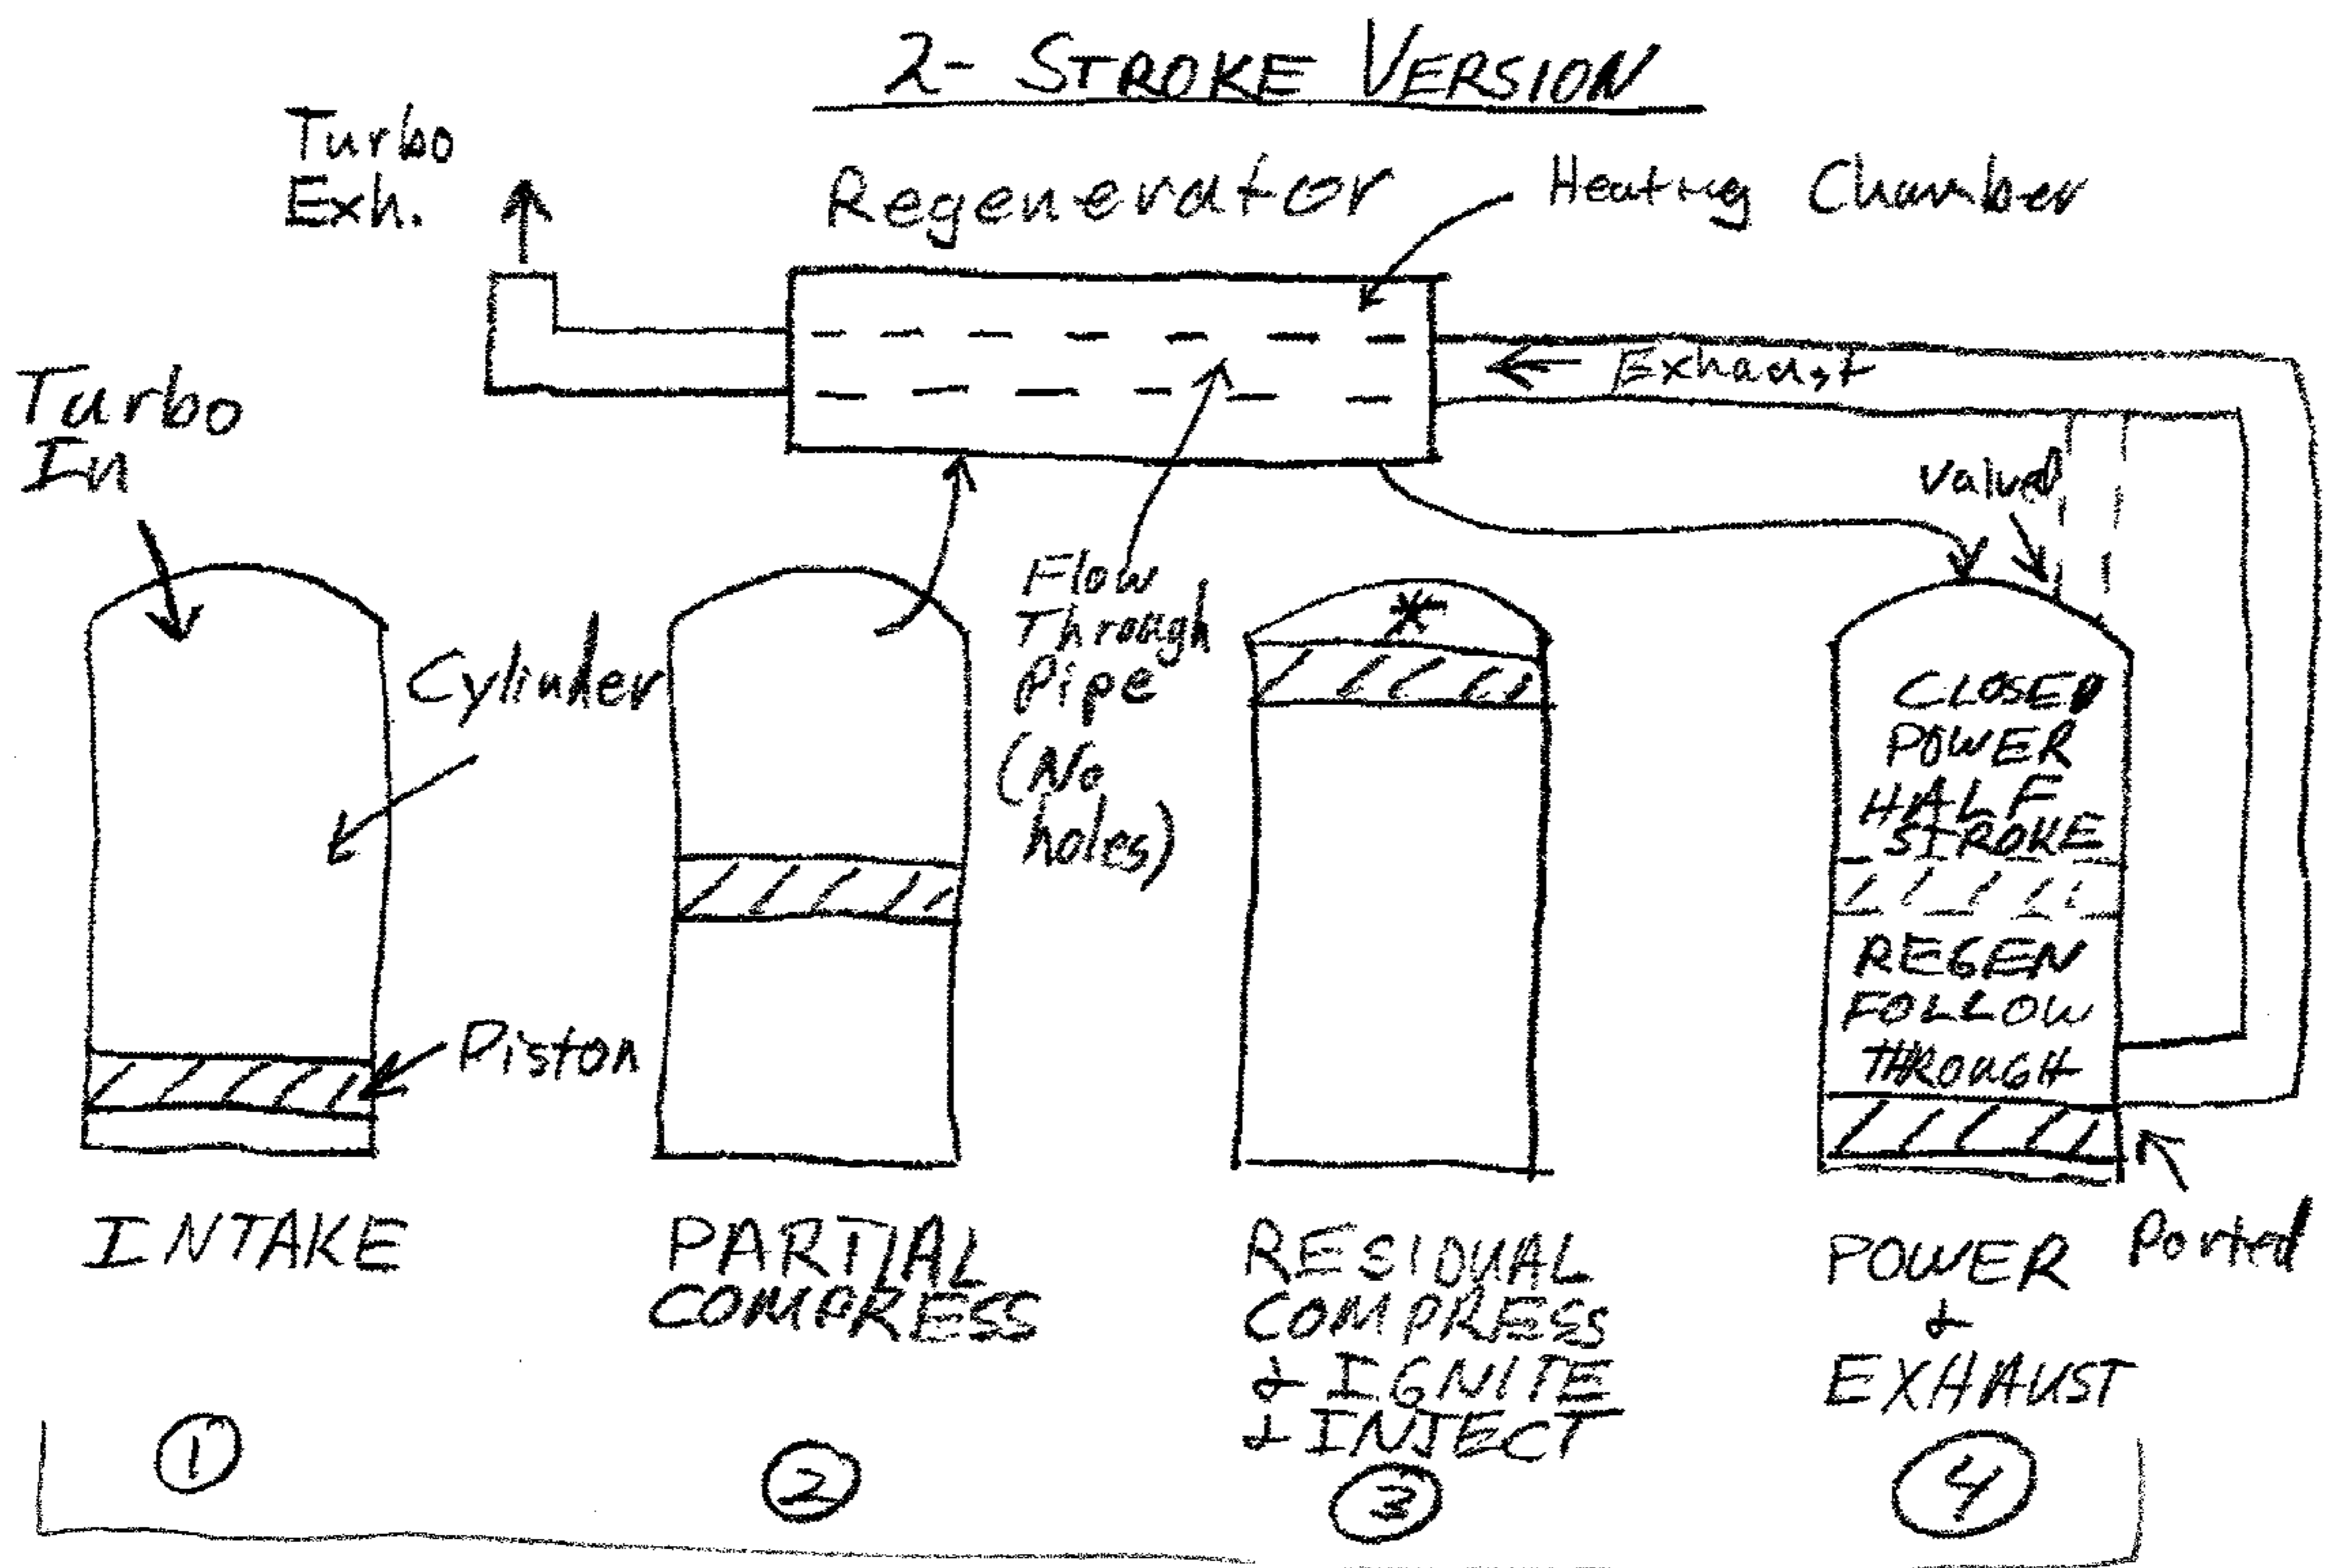 2- STROKE VERSION
Turbo
Exh.
Regenerator
Heating Chamber
Turbo
In
Exhaust
Valved
Flow
Through
Pipe
(No
holes)
Cylinder
Piston
*
CLOSED
POWER
HALF
STROKE
REGEN
FOLLOW
THROUGH
Ported
INTAKE
PARTIAL
COMPRESS
RESIDUAL
COMPRESS
& IGNITE
& INJECT
POWER
&
EXHAUST
1
2
3
4